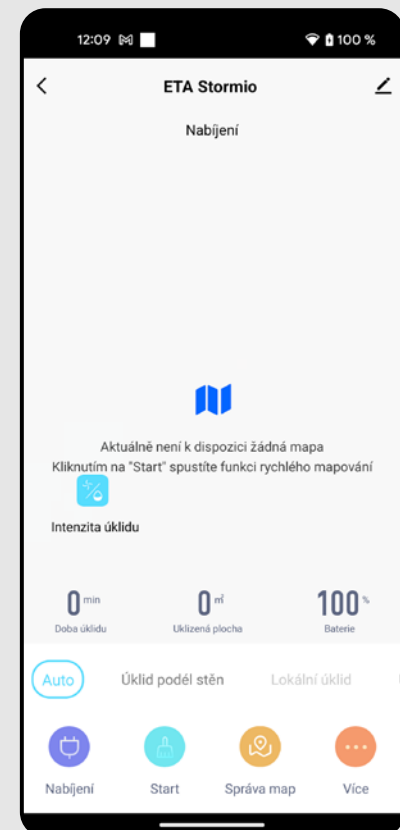 12:09
100 %
ETA Stormio
Nabíjení
Aktuálně není k dispozici žádná mapa
Kliknutím na "Start" spustíte funkci rychlého mapování
Intenzita úklidu
0 min 0 ㎡ 100 %
Doba úklidu Uklizená plocha Baterie
Auto Úklid podél stěn Lokální úklid
Nabíjení Start Správa map Více